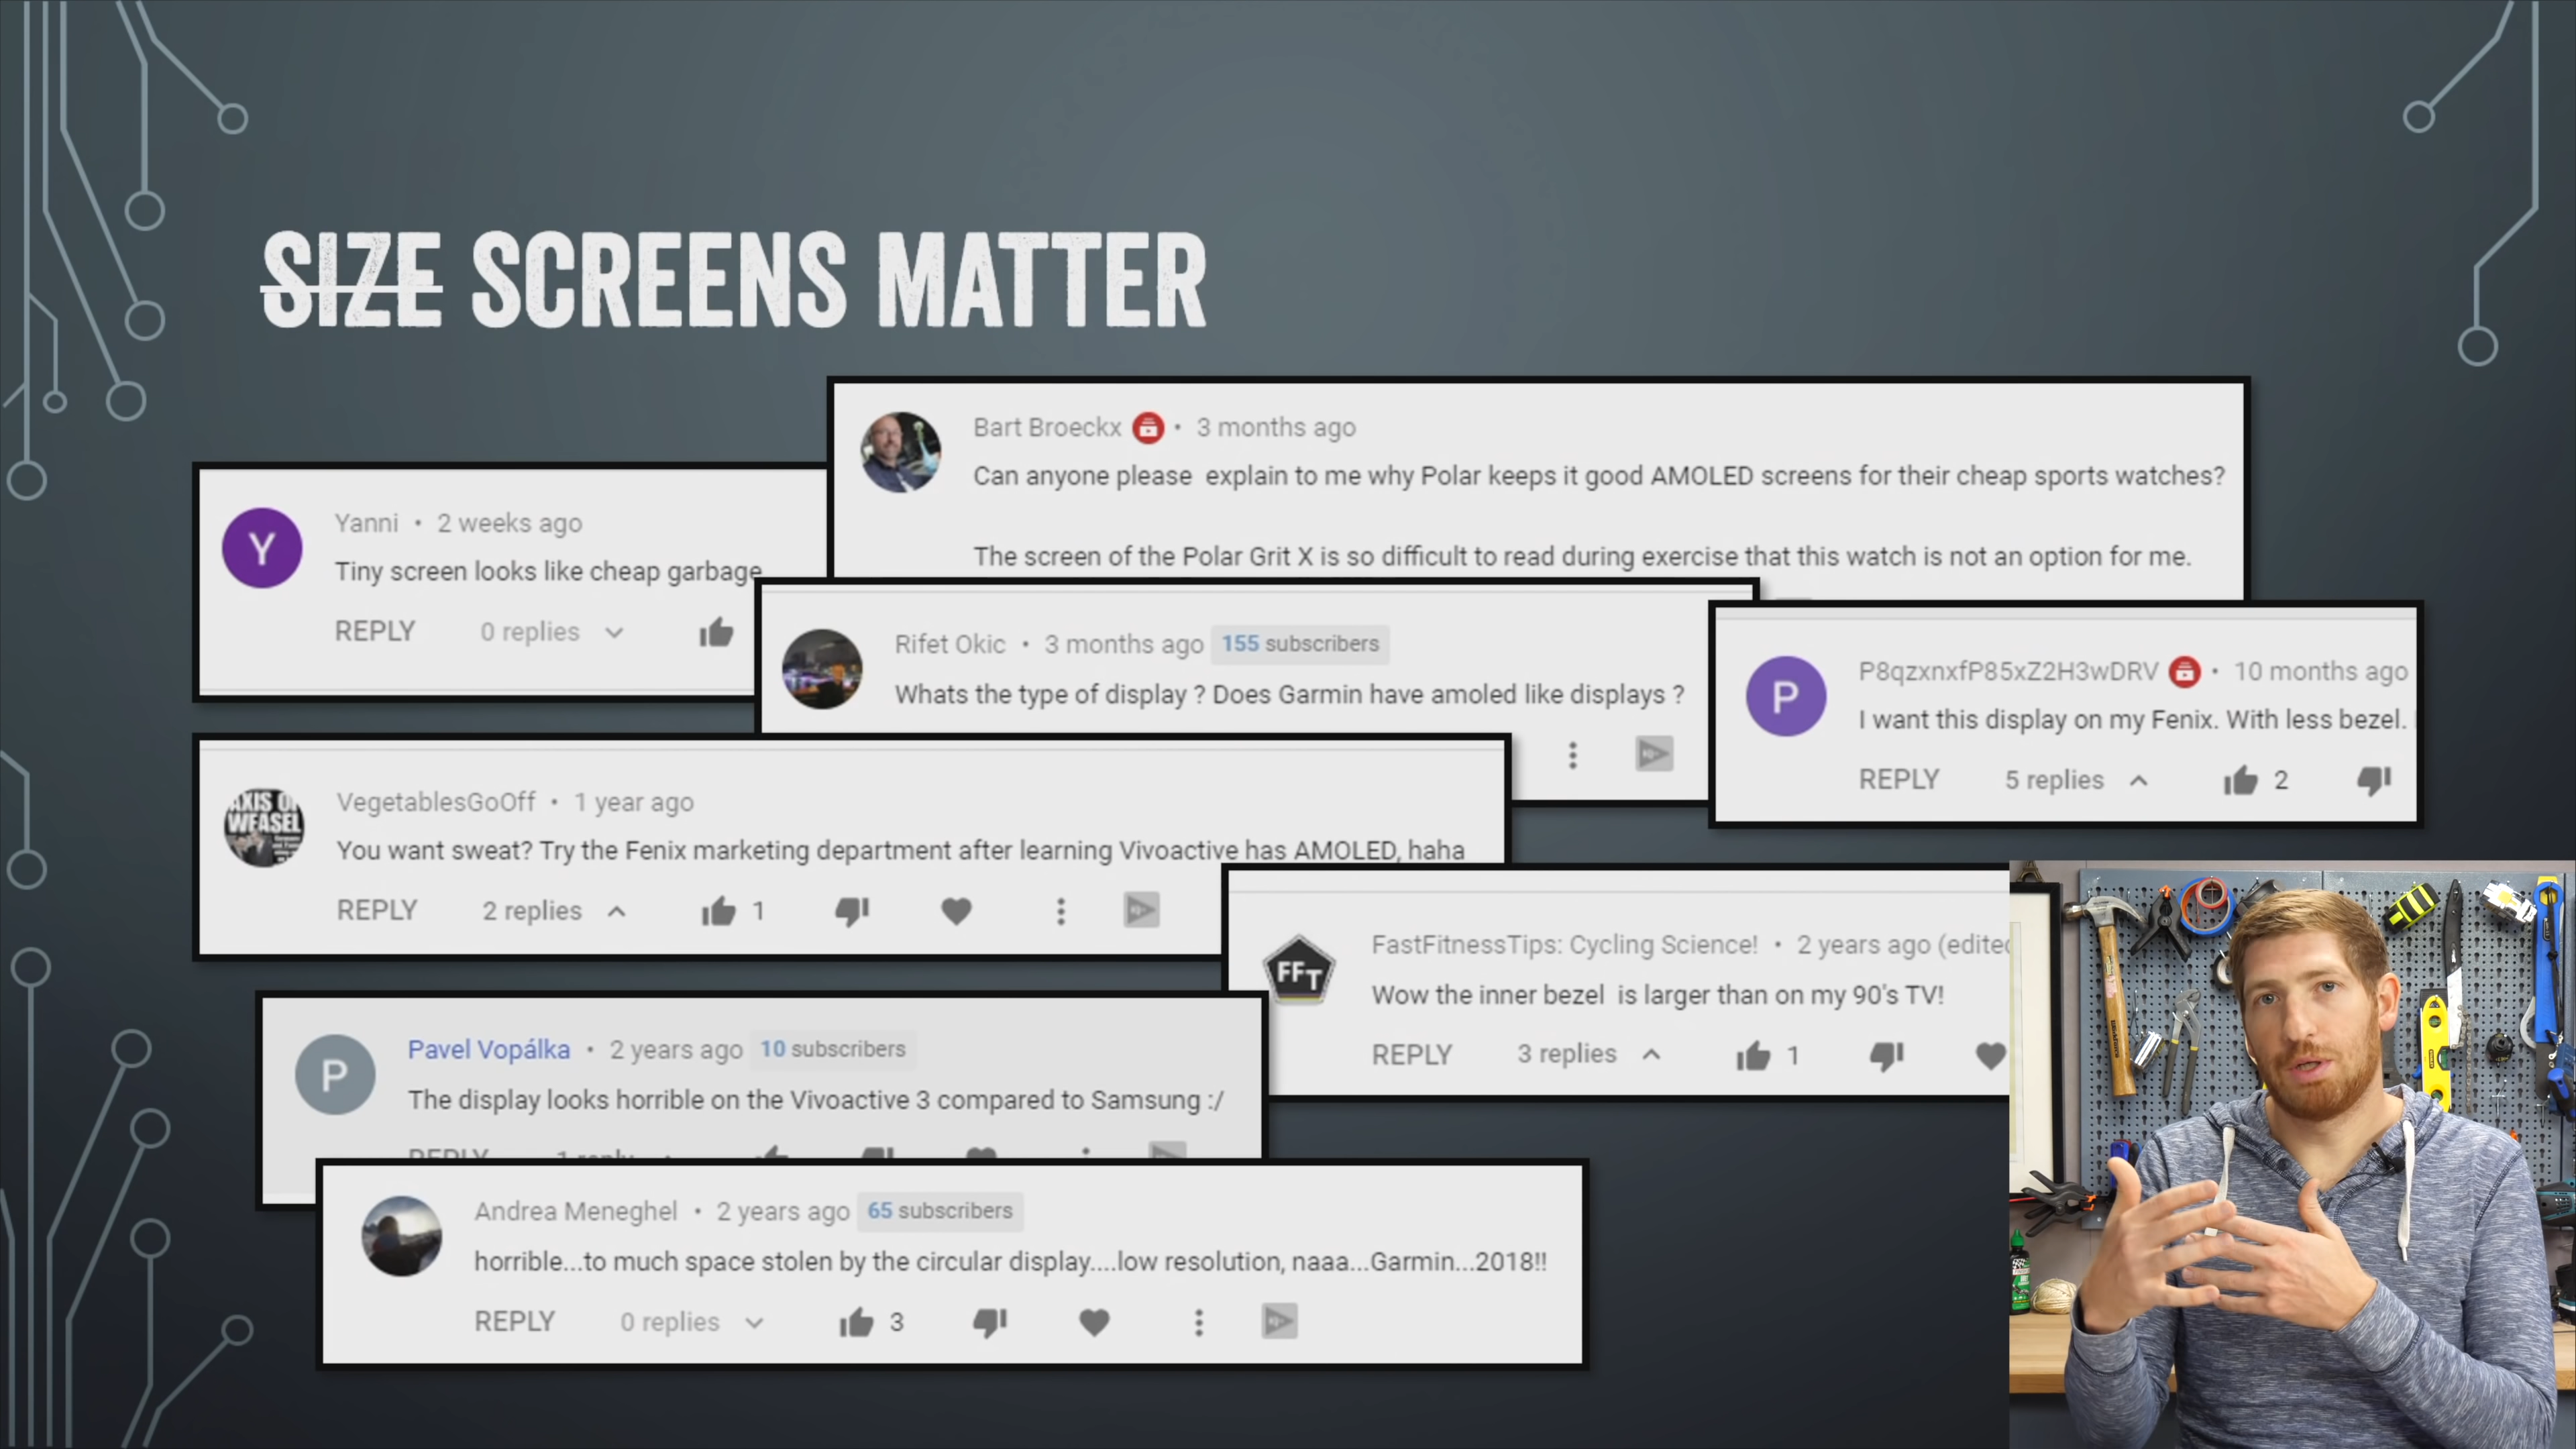 SIZE SCREENS MATTER
Bart Broeckx • 3 months ago
Can anyone please explain to me why Polar keeps it good AMOLED screens for their cheap sports watches?
The screen of the Polar Grit X is so difficult to read during exercise that this watch is not an option for me.
Y
Yanni • 2 weeks ago
Tiny screen looks like cheap garbage
REPLY 0 replies
Rifet Okic • 3 months ago 155 subscribers
Whats the type of display ? Does Garmin have amoled like displays ?
P
P8qzxnxfP85xZ2H3wDRV • 10 months ago
I want this display on my Fenix. With less bezel.
REPLY 5 replies 2
AXIS OF
WEASEL
VegetablesGoOff • 1 year ago
You want sweat? Try the Fenix marketing department after learning Vivoactive has AMOLED, haha
REPLY 2 replies 1
FFT
FastFitnessTips: Cycling Science! • 2 years ago (edited
Wow the inner bezel is larger than on my 90's TV!
REPLY 3 replies 1
P
Pavel Vopálka • 2 years ago 10 subscribers
The display looks horrible on the Vivoactive 3 compared to Samsung :/
REPLY 1 reply
Andrea Meneghel • 2 years ago 65 subscribers
horrible...to much space stolen by the circular display....low resolution, naaa...Garmin...2018!!
REPLY 0 replies 3